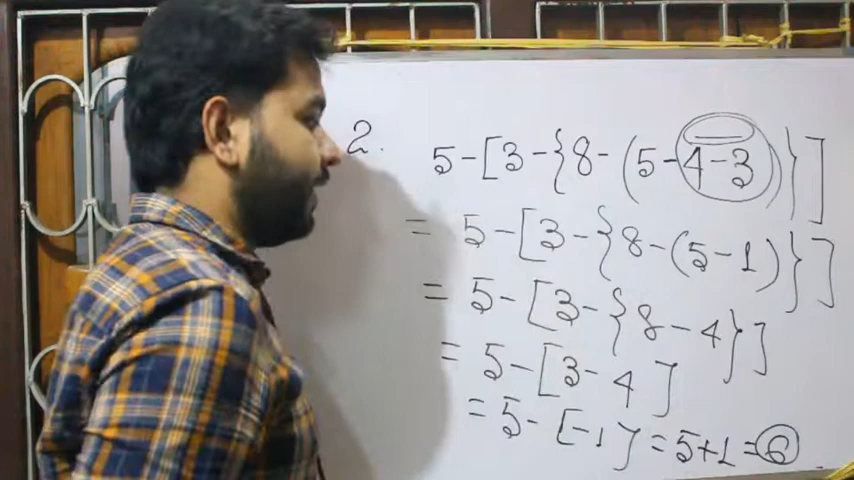 2. 5-[3-{8-(5-4̅-̅3̅)}]
= 5-[3-{8-(5-1)}]
= 5-[3-{8-4}]
= 5-[3-4]
= 5-[-1] = 5+1 = 6